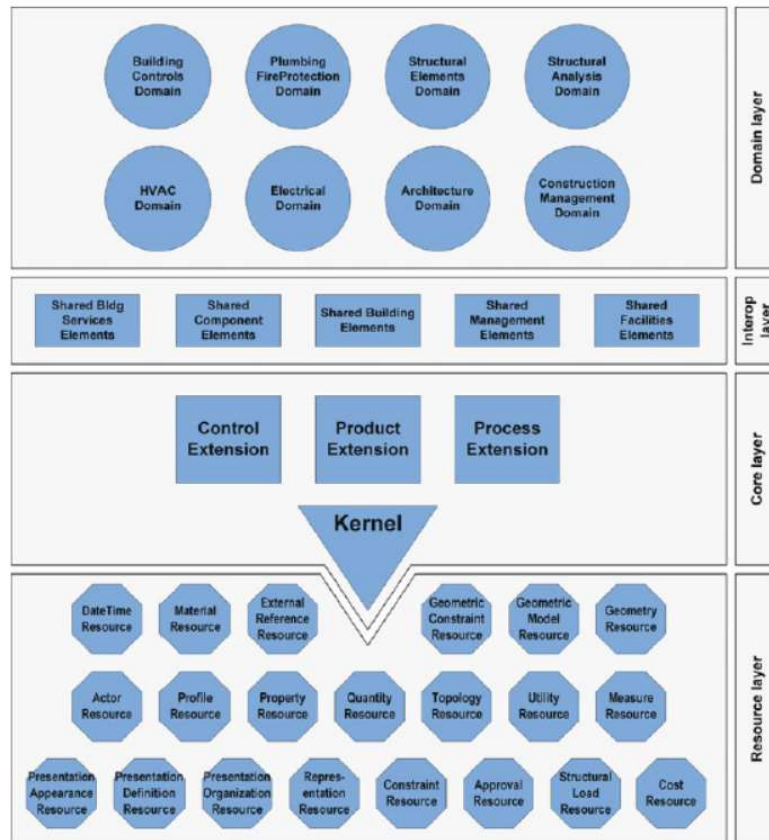 Building
Controls
Domain
Plumbing
FireProtection
Domain
Structural
Elements
Domain
Structural
Analysis
Domain
HVAC
Domain
Electrical
Domain
Architecture
Domain
Construction
Management
Domain
Domain layer
Shared Bldg
Services
Elements
Shared
Component
Elements
Shared Building
Elements
Shared
Management
Elements
Shared
Facilities
Elements
Interop
layer
Control
Extension
Product
Extension
Process
Extension
Kernel
Core layer
DateTime
Resource
Material
Resource
External
Reference
Resource
Geometric
Constraint
Resource
Geometric
Model
Resource
Geometry
Resource
Actor
Resource
Profile
Resource
Property
Resource
Quantity
Resource
Topology
Resource
Utility
Resource
Measure
Resource
Presentation
Appearance
Resource
Presentation
Definition
Resource
Presentation
Organization
Resource
Repres-
entation
Resource
Constraint
Resource
Approval
Resource
Structural
Load
Resource
Cost
Resource
Resource layer